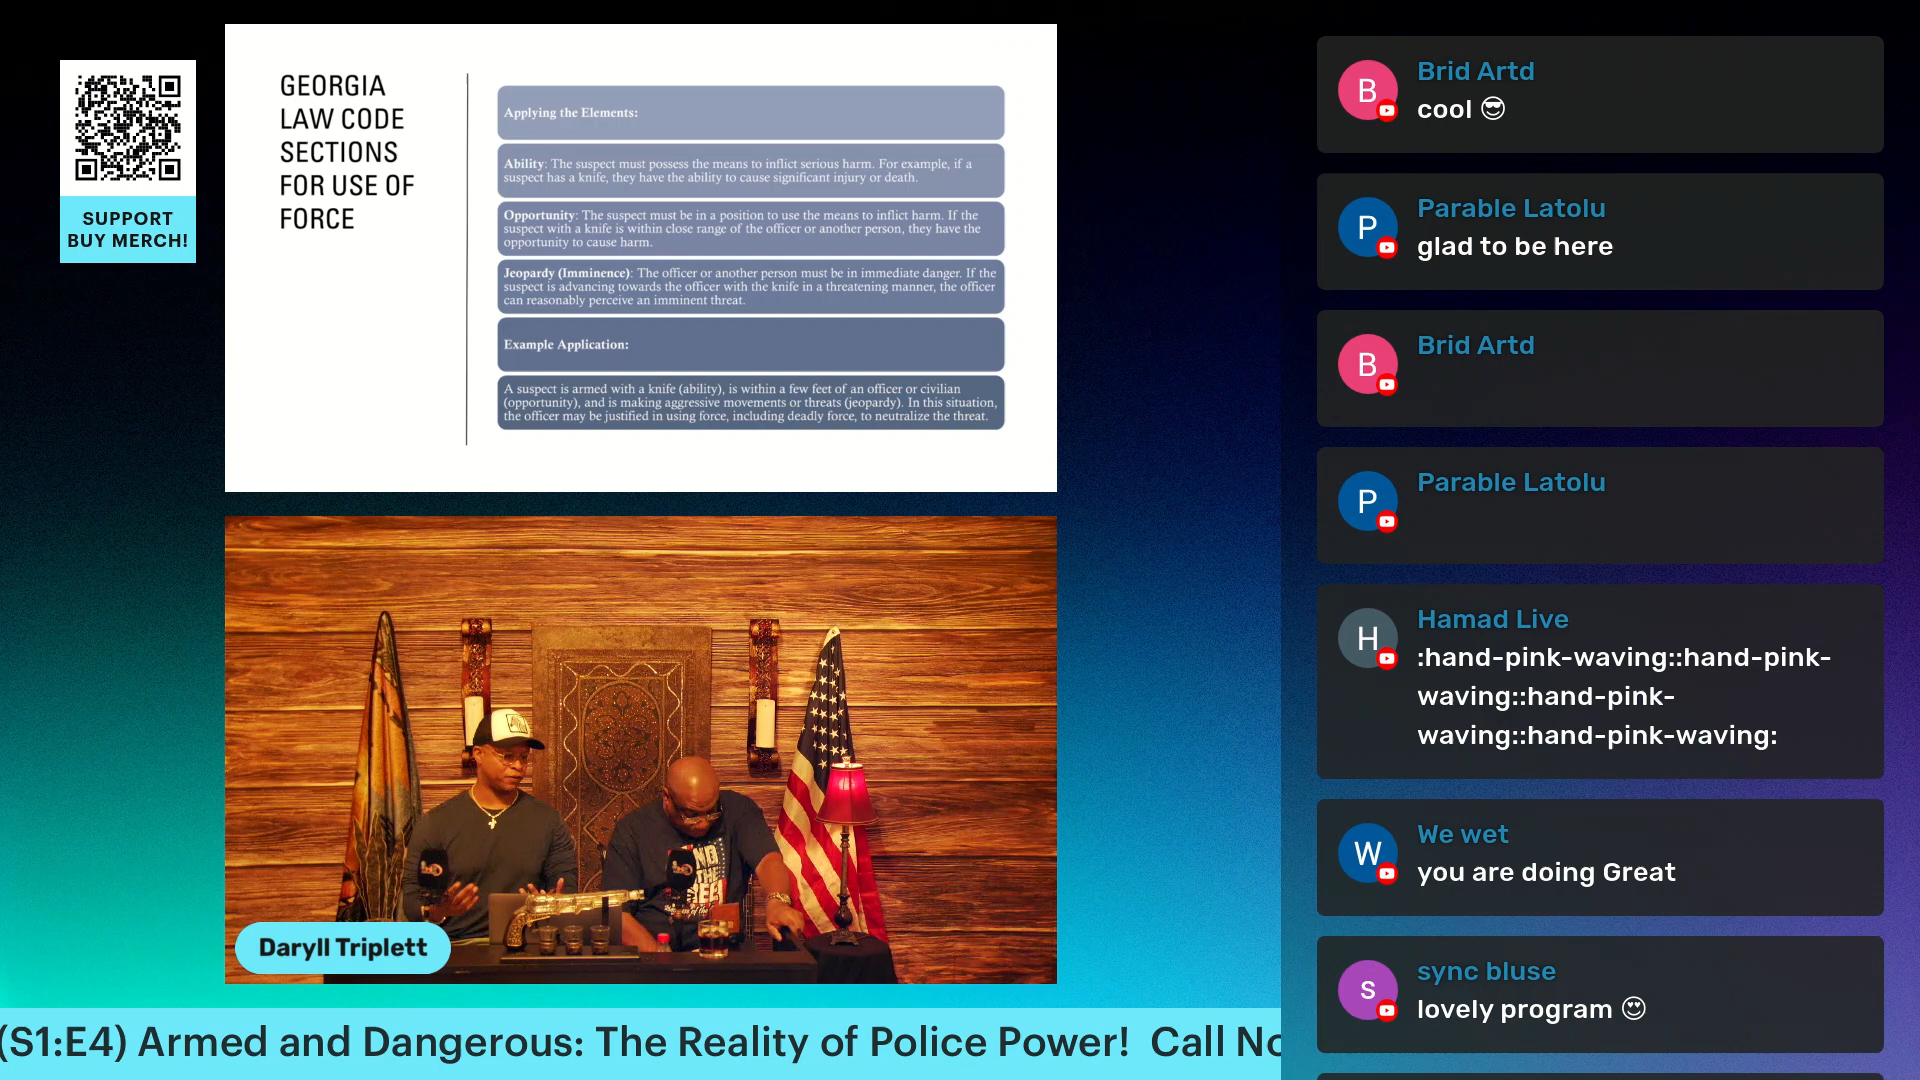 SUPPORT
BUY MERCH!
GEORGIA
LAW CODE
SECTIONS
FOR USE OF
FORCE
Applying the Elements:
Ability: The suspect must possess the means to inflict serious harm. For example, if a
suspect has a knife, they have the ability to cause significant injury or death.
Opportunity: The suspect must be in a position to use the means to inflict harm. If the
suspect with a knife is within close range of the officer or another person, they have the
opportunity to cause harm.
Jeopardy (Imminence): The officer or another person must be in immediate danger. If the
suspect is advancing towards the officer with the knife in a threatening manner, the officer
can reasonably perceive an imminent threat.
Example Application:
A suspect is armed with a knife (ability), is within a few feet of an officer or civilian
(opportunity), and is making aggressive movements or threats (jeopardy). In this situation,
the officer may be justified in using force, including deadly force, to neutralize the threat.
Daryll Triplett
(S1:E4) Armed and Dangerous: The Reality of Police Power! Call No
B
Brid Artd
cool 😎
P
Parable Latolu
glad to be here
B
Brid Artd
P
Parable Latolu
H
Hamad Live
:hand-pink-waving::hand-pink-
waving::hand-pink-
waving::hand-pink-waving:
W
We wet
you are doing Great
s
sync bluse
lovely program 😍